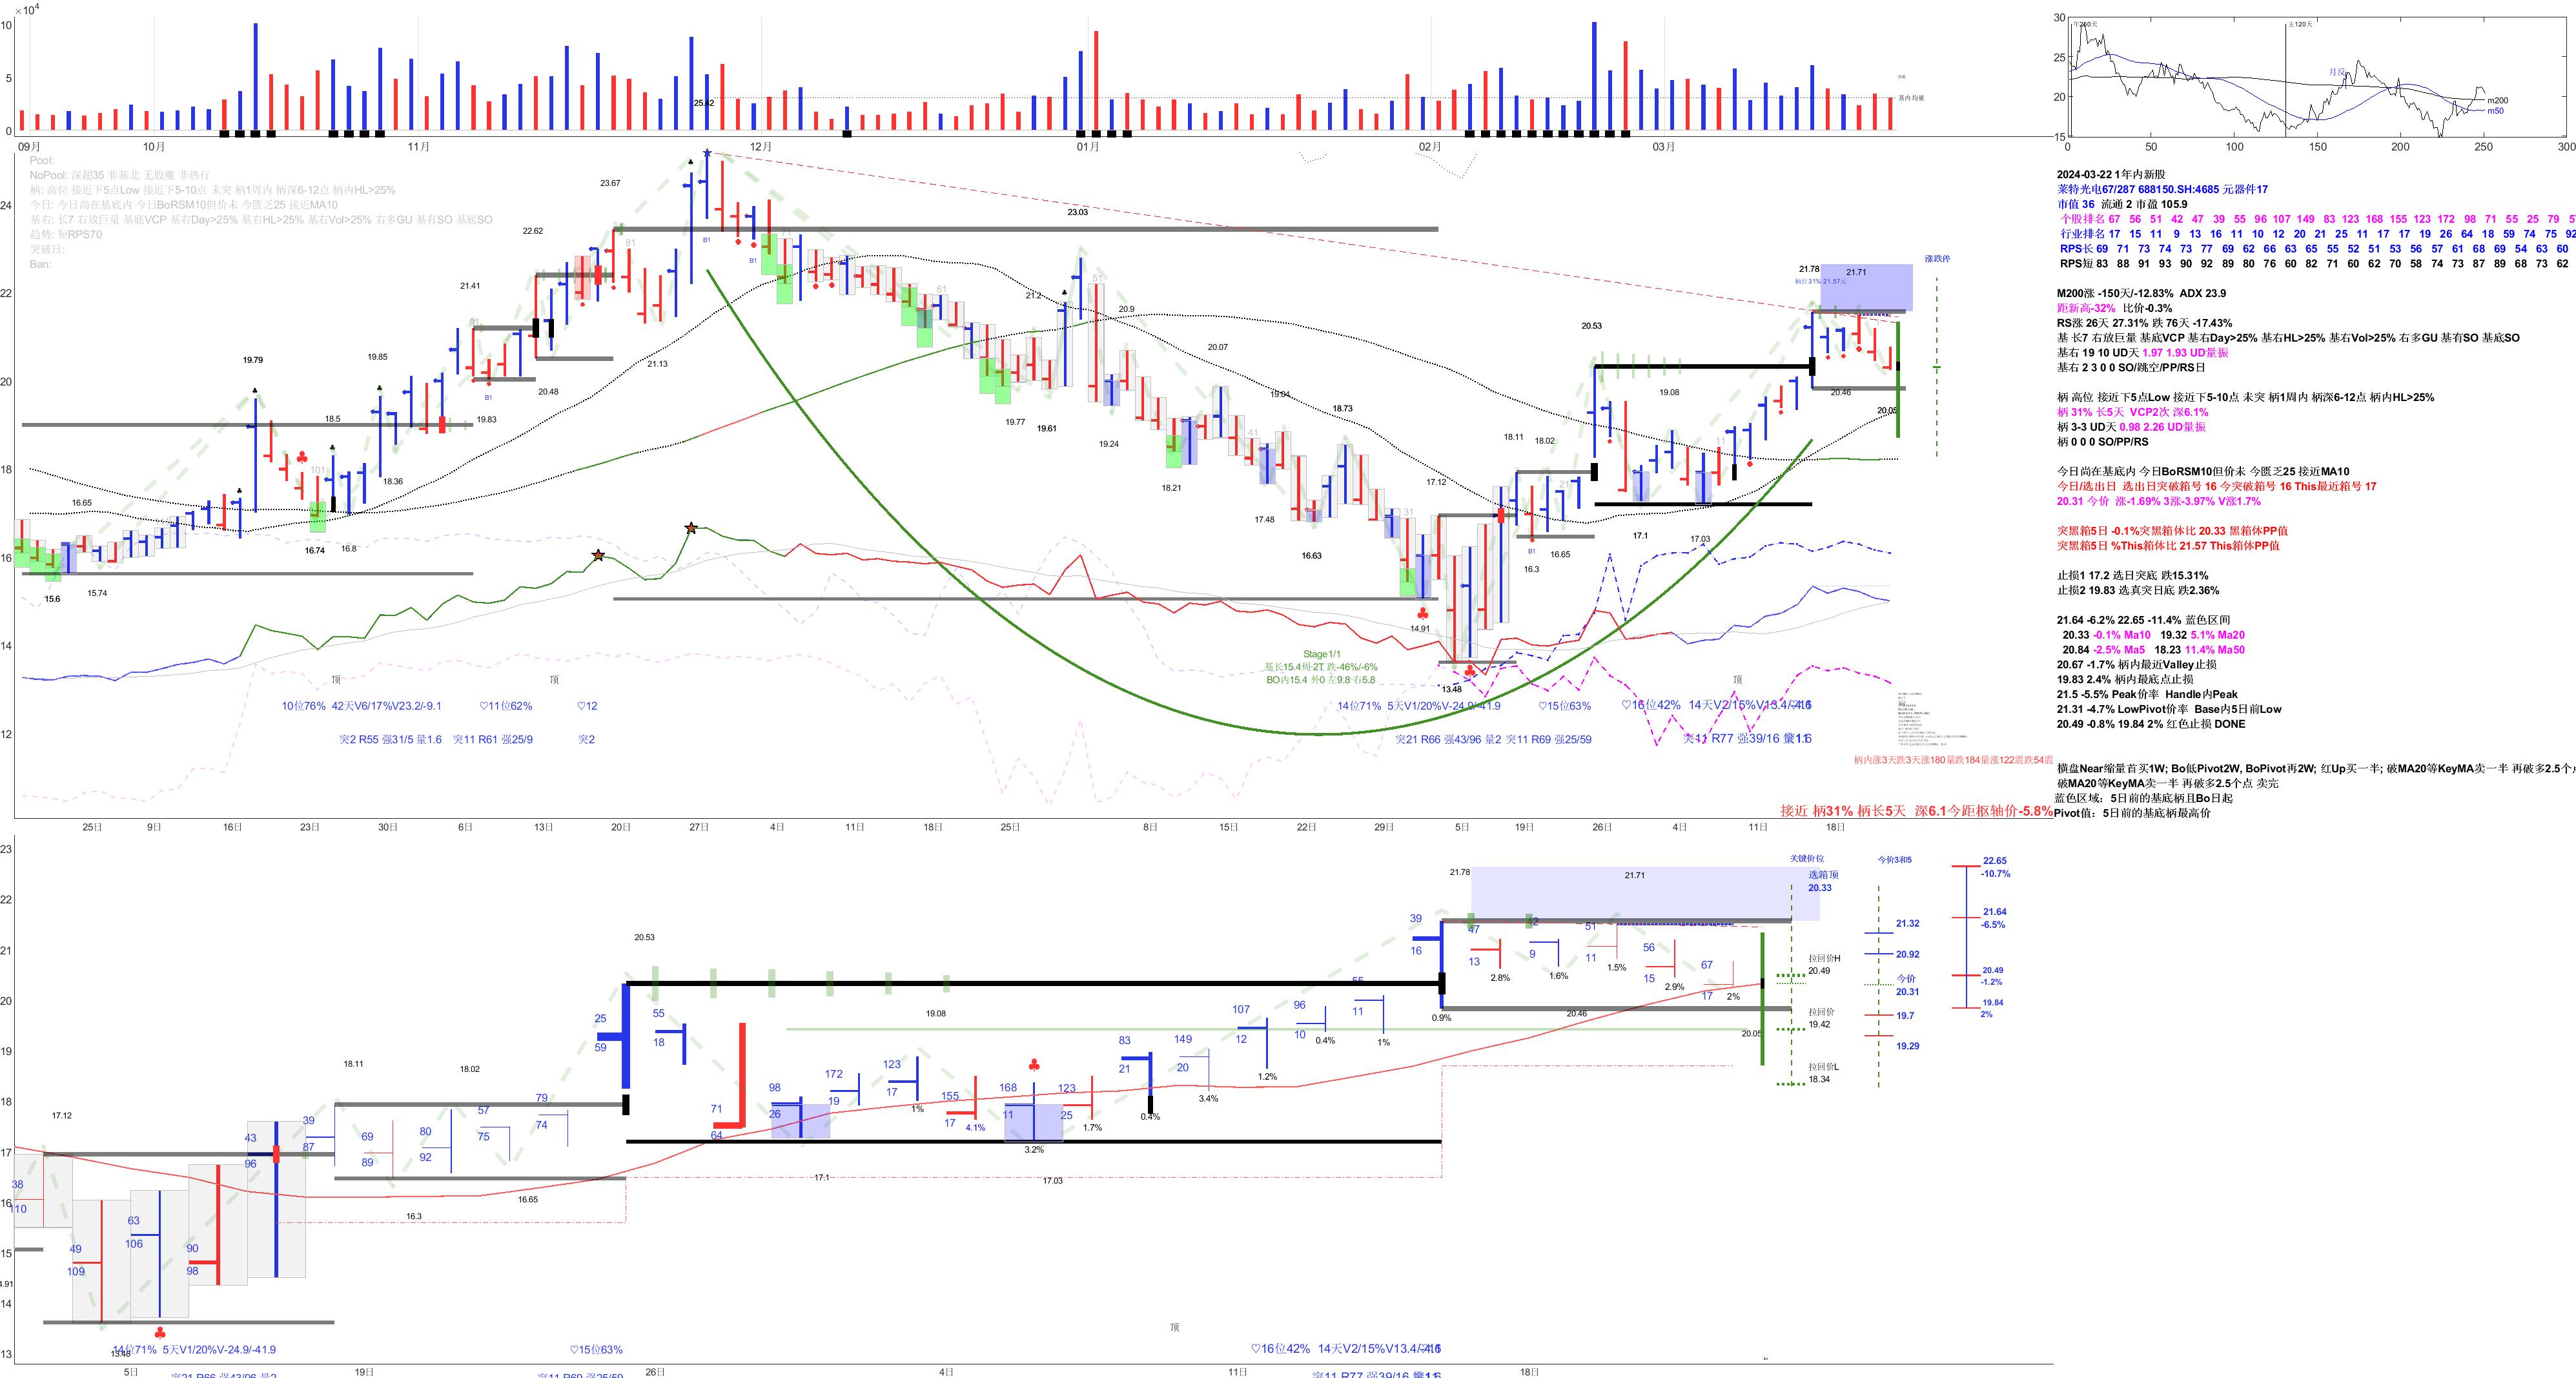 ×10⁴
10
5
0
25.42
基内 均量
09月 10月 11月 12月 01月 02月 03月
Pool:
NoPool: 深超35 非基北 无股魔 非热行
柄: 高位 接近下5点Low 接近下5-10点 未突 柄1周内 柄深6-12点 柄内HL>25%
今日: 今日尚在基底内 今日BoRSM10但价未 今匮乏25 接近MA10
基右: 长7 右放巨量 基底VCP 基右Day>25% 基右HL>25% 基右Vol>25% 右多GU 基有SO 基底SO
趋势: 短RPS70
突破日:
Ban:
24
22
20
18
16
14
12
23.67
22.62
21.41
19.79
19.85
18.5
16.65
15.6
15.74
16.74
16.8
18.36
19.83
20.48
21.13
101
81
B1
B1
B1
23.03
61
21.2
51
20.9
20.07
19.04
18.73
19.77
19.61
19.24
18.21
17.48
16.63
41
31
17.12
14.91
13.48
18.11
18.02
16.3
16.65
B1
21
20.53
19.08
17.1
17.03
11
21.78
21.71
柄位31% 21.57元
20.46
20.05
涨跌停
Stage1/1
基长15.4周 2T 跌-46%/-6%
BO内15.4 外0 左9.8 右5.8
顶
顶
顶
10位76% 42天V6/17%V23.2/-9.1
♡11位62%
♡12
14位71% 5天V1/20%V-24.9/-41.9
♡15位63%
♡16位42% 14天V2/15%V13.4/-4.6
突2 R55 强31/5 量1.6
突11 R61 强25/9
突2
突21 R66 强43/96 量2
突11 R69 强25/59
突11 R77 强39/16
柄内涨3天跌3天涨180量跌184量涨122震跌54震
接近 柄31% 柄长5天 深6.1今距枢轴价-5.8%
25日 9日 16日 23日 30日 6日 13日 20日 27日 4日 11日 18日 25日 8日 15日 22日 29日 5日 19日 26日 4日 11日 18日
30
25
20
15
年250天
主120天
月反
m200
m50
0 50 100 150 200 250 300
2024-03-22 1年内新股
莱特光电67/287 688150.SH:4685 元器件17
市值 36 流通 2 市盈 105.9
个股排名 67 56 51 42 47 39 55 96 107 149 83 123 168 155 123 172 98 71 55 25 79
行业排名 17 15 11 9 13 16 11 10 12 20 21 25 11 17 17 19 26 64 18 59 74 75 92
RPS长 69 71 73 74 73 77 69 62 66 63 65 55 52 51 53 56 57 61 68 69 54 63 60
RPS短 83 88 91 93 90 92 89 80 76 60 82 71 60 62 70 58 74 73 87 89 68 73 62
M200涨 -150天/-12.83% ADX 23.9
距新高-32% 比价-0.3%
RS涨 26天 27.31% 跌 76天 -17.43%
基 长7 右放巨量 基底VCP 基右Day>25% 基右HL>25% 基右Vol>25% 右多GU 基有SO 基底SO
基右 19 10 UD天 1.97 1.93 UD量振
基右 2 3 0 0 SO/跳空/PP/RS日
柄 高位 接近下5点Low 接近下5-10点 未突 柄1周内 柄深6-12点 柄内HL>25%
柄 31% 长5天 VCP2次 深6.1%
柄 3-3 UD天 0.98 2.26 UD量振
柄 0 0 0 SO/PP/RS
今日尚在基底内 今日BoRSM10但价未 今匮乏25 接近MA10
今日/选出日 选出日突破箱号 16 今突破箱号 16 This最近箱号 17
20.31 今价 涨-1.69% 3涨-3.97% V涨1.7%
突黑箱5日 -0.1%突黑箱体比 20.33 黑箱体PP值
突黑箱5日 %This箱体比 21.57 This箱体PP值
止损1 17.2 选日突底 跌15.31%
止损2 19.83 选真突日底 跌2.36%
21.64 -6.2% 22.65 -11.4% 蓝色区间
20.33 -0.1% Ma10 19.32 5.1% Ma20
20.84 -2.5% Ma5 18.23 11.4% Ma50
20.67 -1.7% 柄内最近Valley止损
19.83 2.4% 柄内最底点止损
21.5 -5.5% Peak价率 Handle内Peak
21.31 -4.7% LowPivot价率 Base内5日前Low
20.49 -0.8% 19.84 2% 红色止损 DONE
横盘Near缩量首买1W; Bo低Pivot2W, BoPivot再2W; 红Up买一半; 破MA20等KeyMA卖一半 再破多2.5个
破MA20等KeyMA卖一半 再破多2.5个点 卖完
蓝色区域: 5日前的基底柄且Bo日起
Pivot值: 5日前的基底柄最高价
23
22
21
20
19
18
17
16
15
14
13
17.12
18.11
18.02
16.3
16.65
20.53
19.08
17.1
17.03
21.78
21.71
20.46
20.05
13.48
38 110
49 109
63 106
90 98
43 96
39 87
69 89
80 92
57 75
79 74
25 59
55 18
71 64
98 26
172 19
123 17 1%
155 17 4.1%
168 11 3.2%
123 25 1.7%
83 21 0.4%
149 20 3.4%
107 12 1.2%
96 10 0.4%
11 1%
39 16 0.9%
47 13 2.8%
9 1.6%
51 11 1.5%
56 15 2.9%
67 17 2%
关键价位
选箱顶
20.33
拉回价H
20.49
拉回价
19.42
拉回价L
18.34
今价3和5
21.32
20.92
今价
20.31
19.7
19.29
22.65
-10.7%
21.64
-6.5%
20.49
-1.2%
19.84
2%
顶
14位71% 5天V1/20%V-24.9/-41.9
♡15位63%
♡16位42% 14天V2/15%V13.4/-4.6
5日 19日 26日 4日 11日 18日
突21 R66 强43/96 量2
突11 R69 强25/59
突11 R77 强39/16